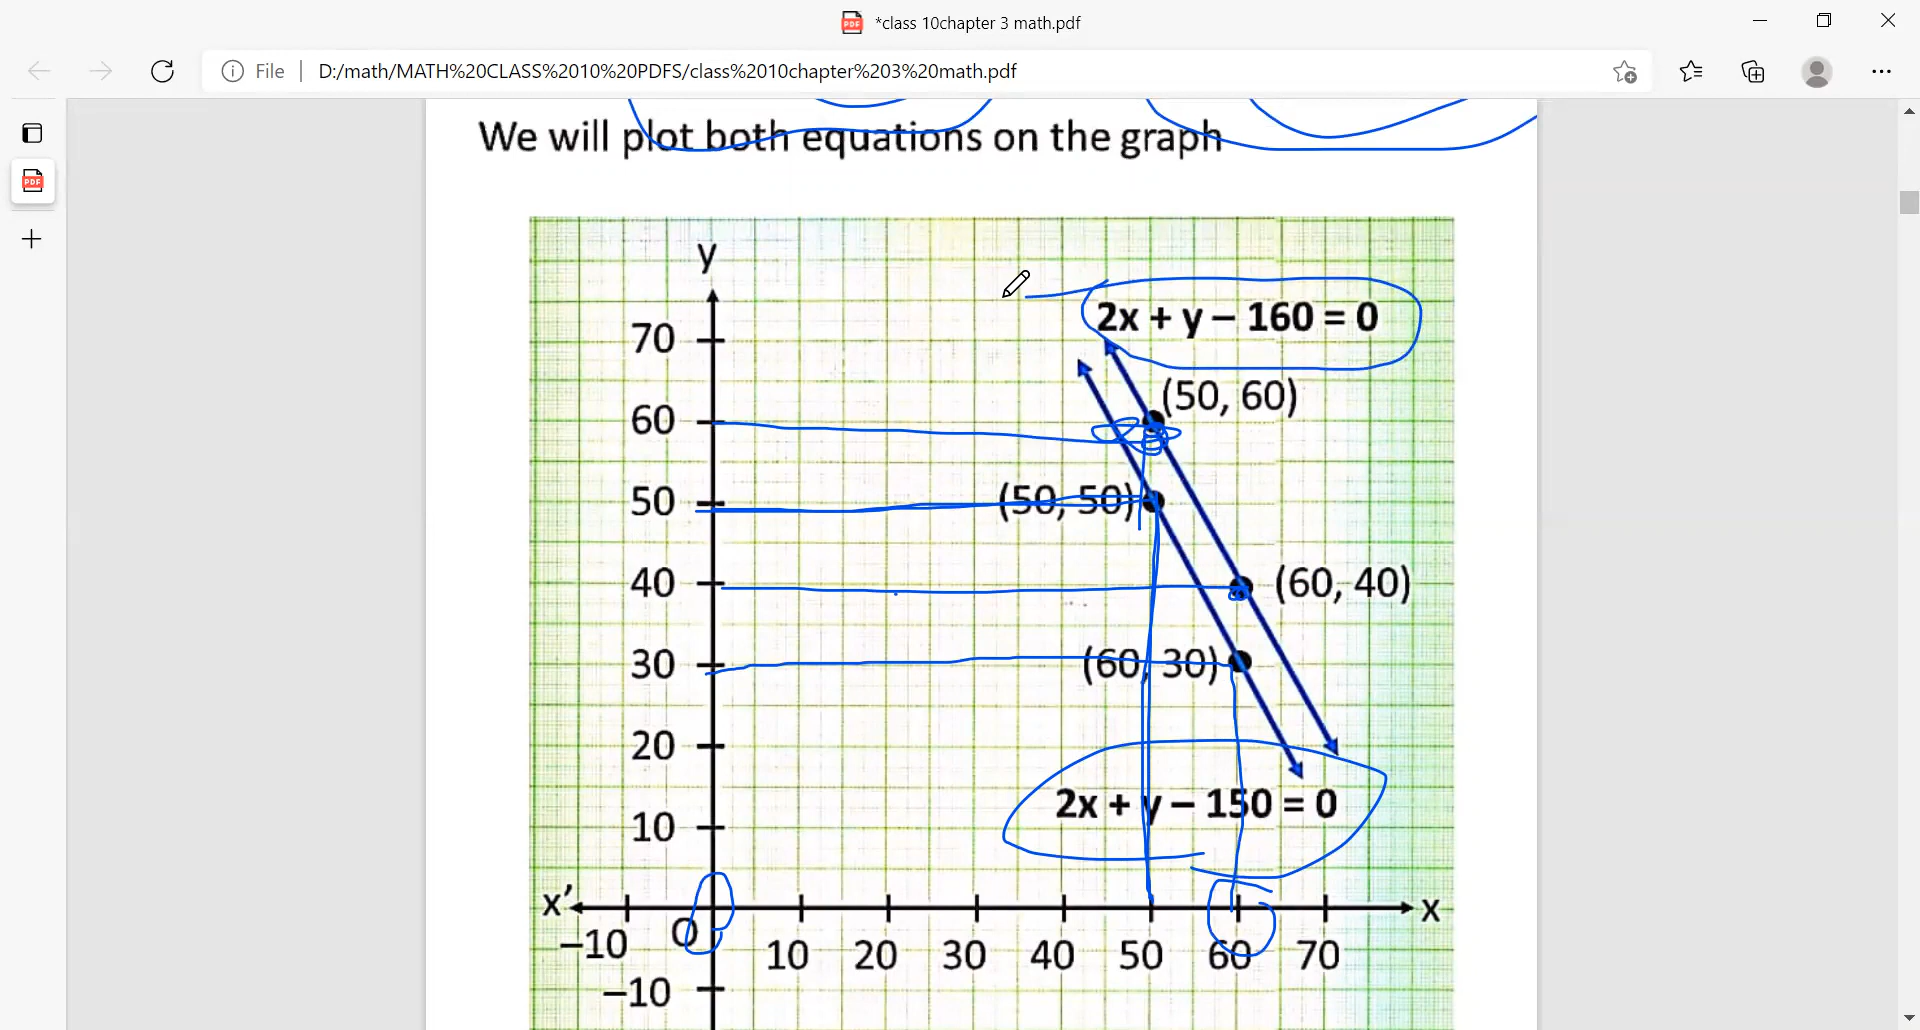 *class 10chapter 3 math.pdf
File D:/math/MATH%20CLASS%2010%20PDFS/class%2010chapter%203%20math.pdf
We will plot both equations on the graph
y
2x + y – 160 = 0
70
(50, 60)
60
50
(50, 50)
40
(60, 40)
30
(60, 30)
20
2x + y – 150 = 0
10
x′
O
x
–10
10 20 30 40 50 60 70
–10
PDF
PDF